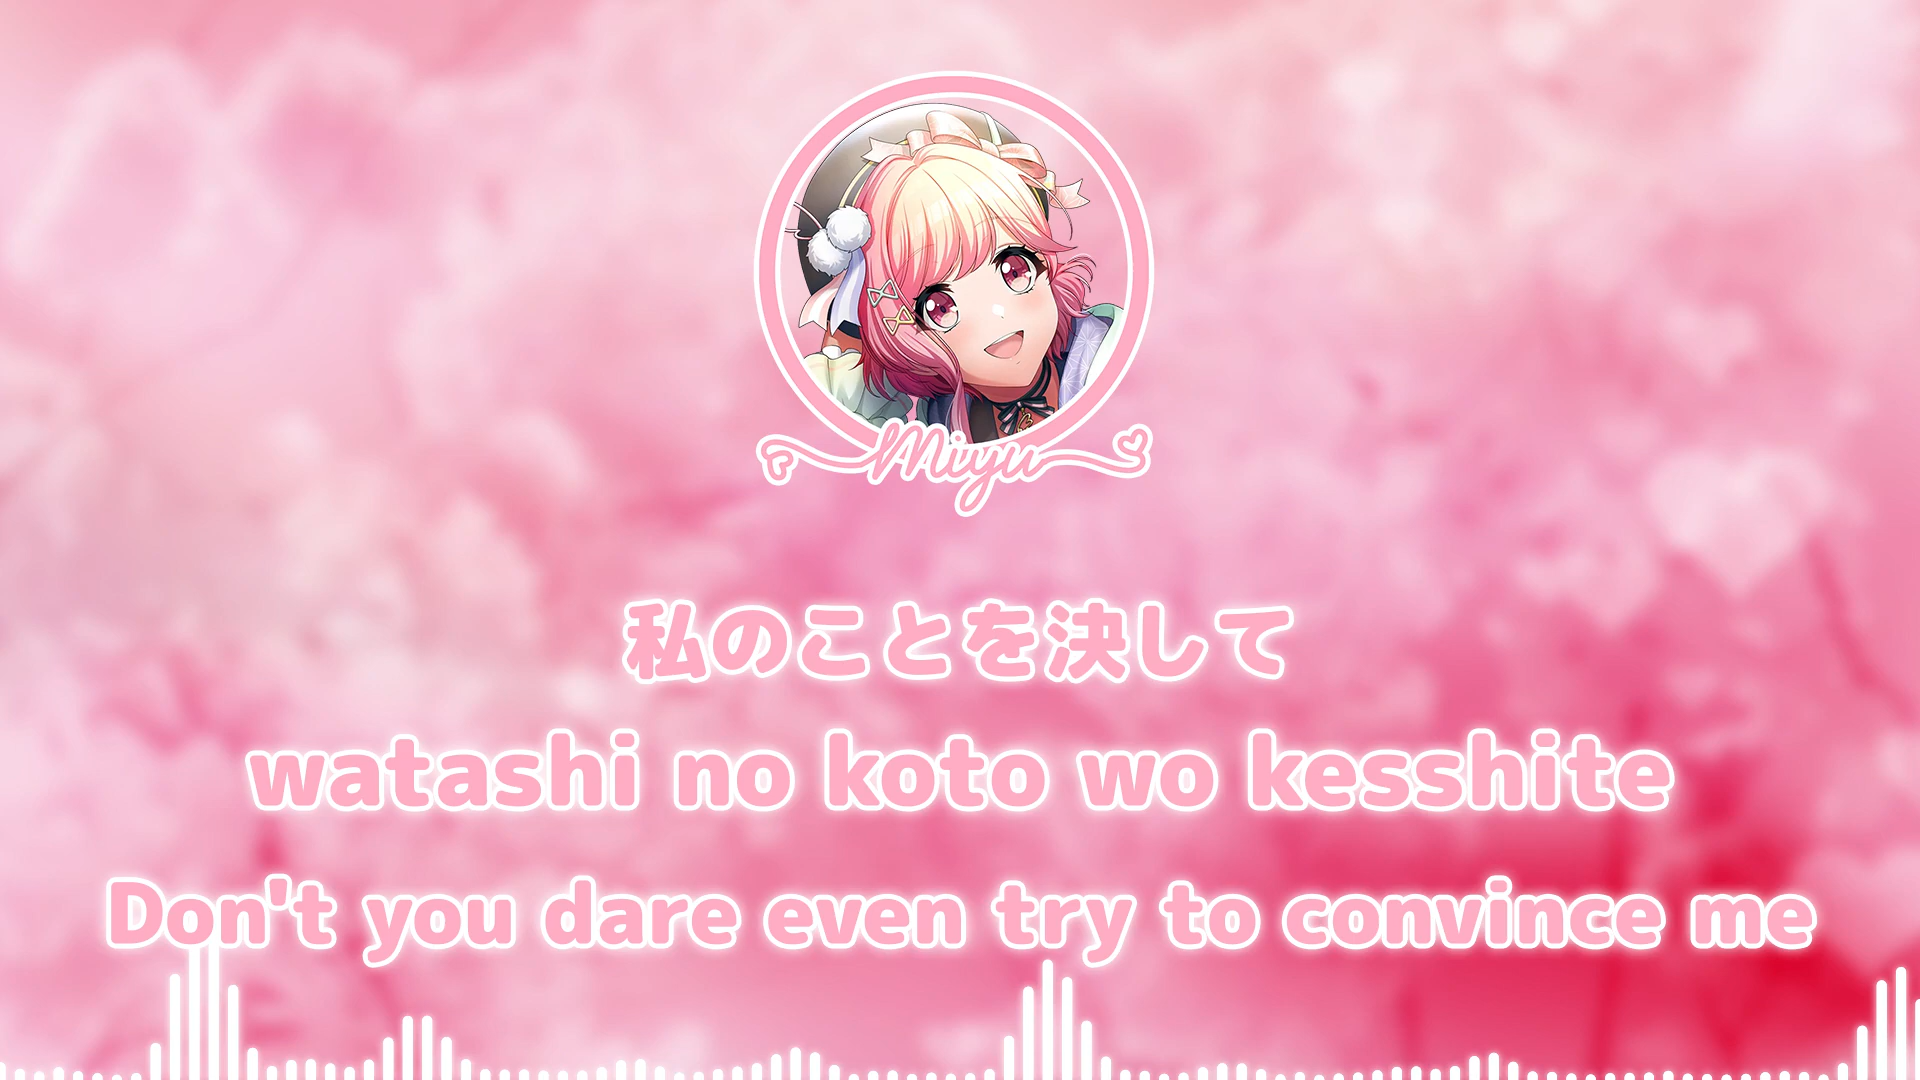 Miyu
私のことを決して
watashi no koto wo kesshite
Don't you dare even try to convince me